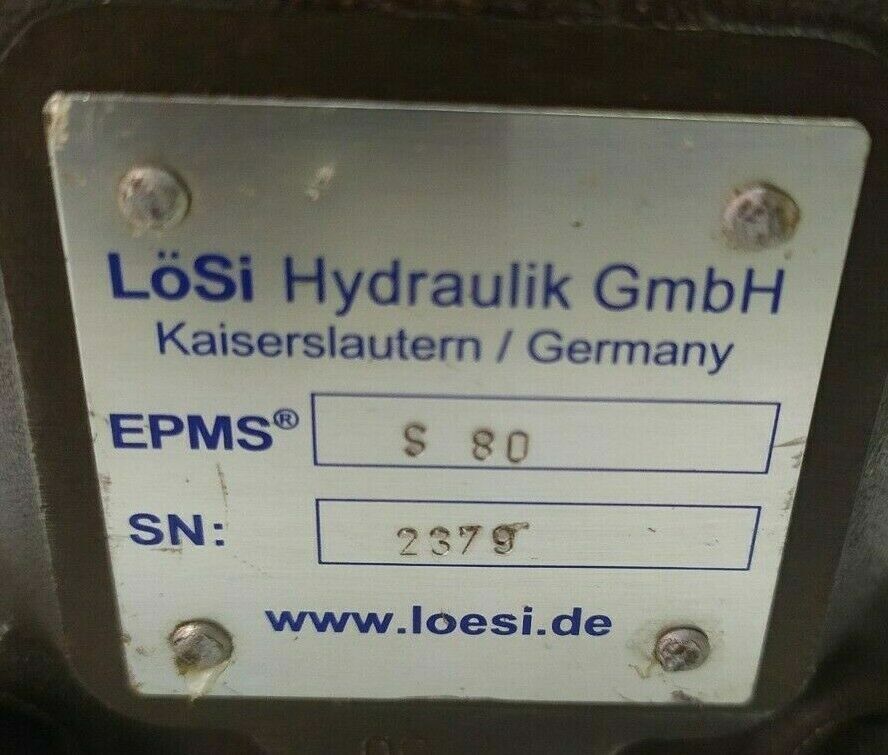 LöSi Hydraulik GmbH
Kaiserslautern / Germany
EPMS® S 80
SN: 2379
www.loesi.de